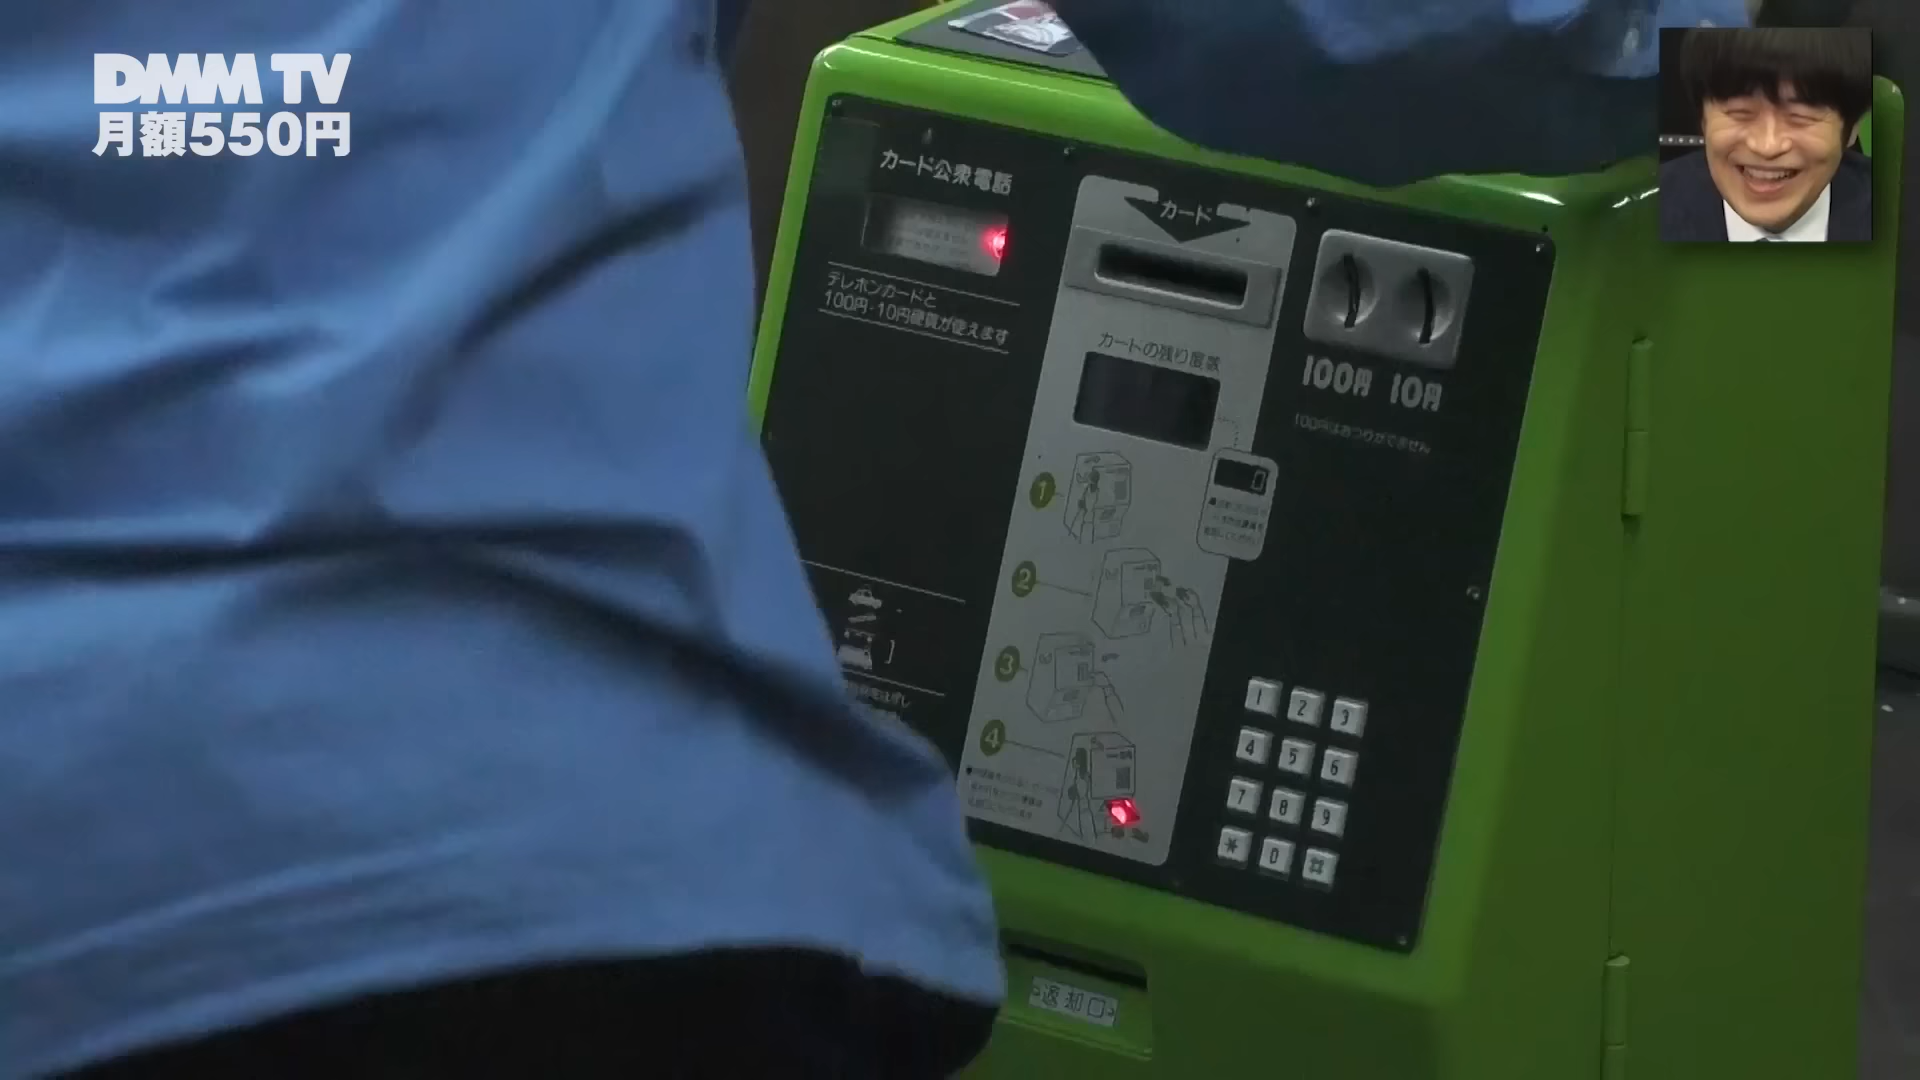 DMM TV
月額550円
カード公衆電話
テレホンカードと
100円・10円硬貨が使えます
カード
カードの残り度数
100円 10円
100円はおつりがでません
0
1
2
3
4
1 2 3
4 5 6
7 8 9
* 0 #
返却口